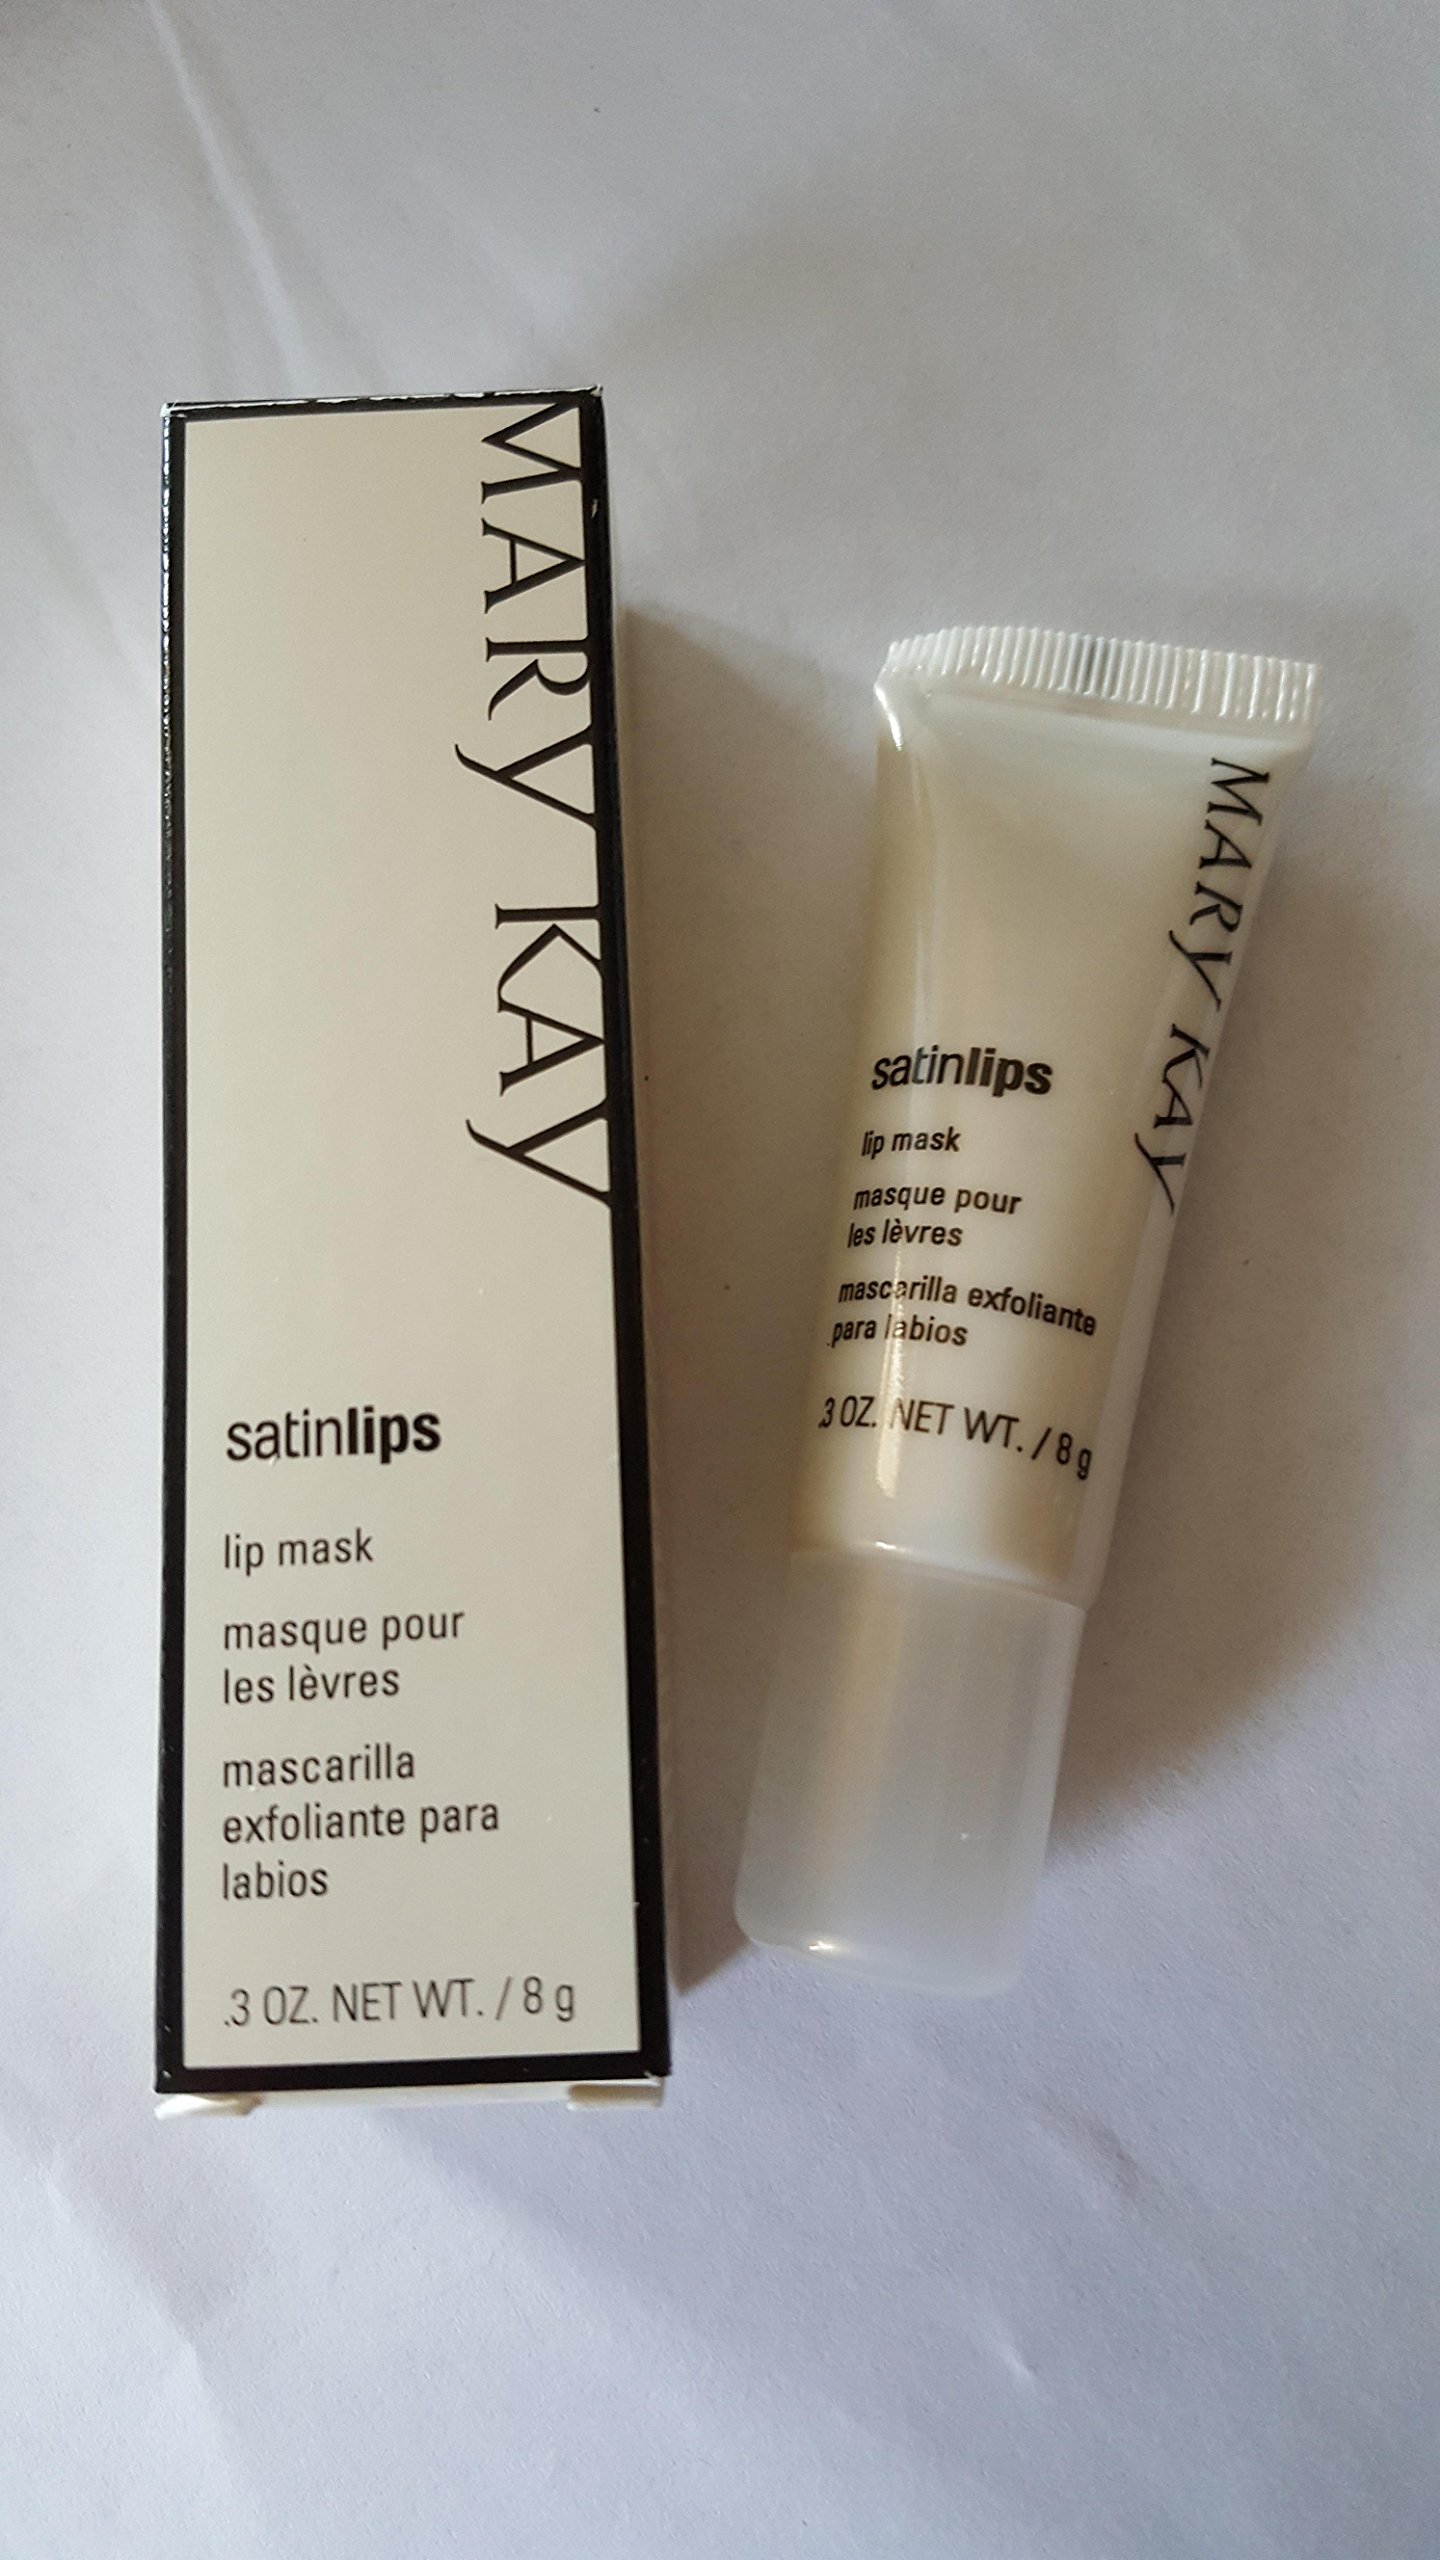 MARY KAY
satinlips
lip mask
masque pour
les lèvres
mascarilla
exfoliante para
labios
.3 OZ. NET WT. / 8 g
MARY KAY
satinlips
lip mask
masque pour
les lèvres
mascarilla exfoliante
para labios
.3 OZ. NET WT. / 8 g